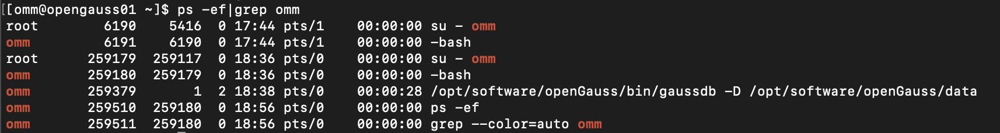 [[omm@opengauss01 ~]$ ps -ef|grep omm
root        6190    5416  0 17:44 pts/1    00:00:00 su - omm
omm         6191    6190  0 17:44 pts/1    00:00:00 -bash
root      259179  259117  0 18:36 pts/0    00:00:00 su - omm
omm       259180  259179  0 18:36 pts/0    00:00:00 -bash
omm       259379       1  2 18:38 pts/0    00:00:28 /opt/software/openGauss/bin/gaussdb -D /opt/software/openGauss/data
omm       259510  259180  0 18:56 pts/0    00:00:00 ps -ef
omm       259511  259180  0 18:56 pts/0    00:00:00 grep --color=auto omm